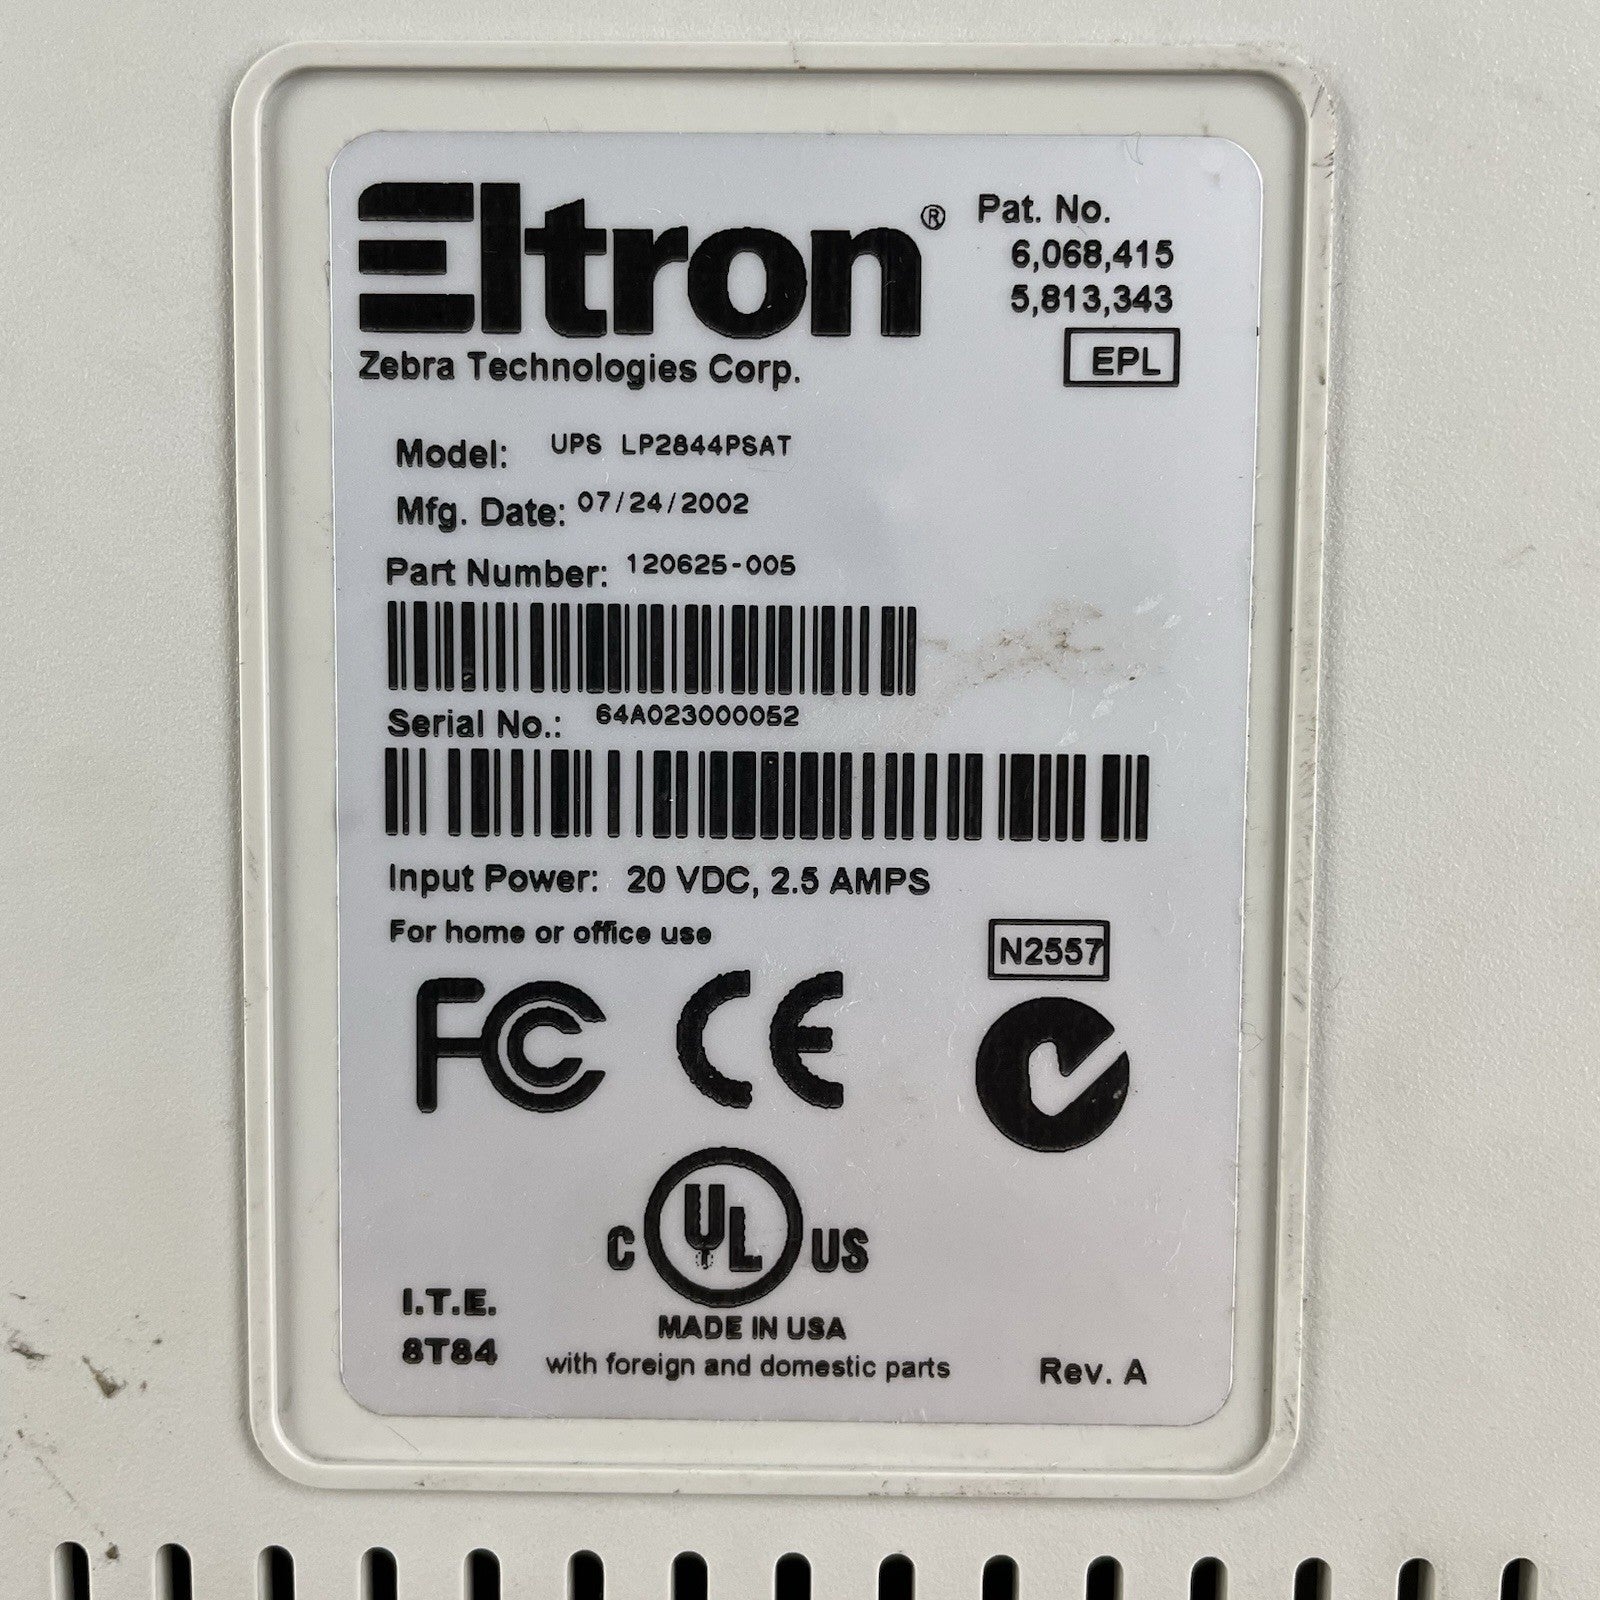 Eltron®
Pat. No.
6,068,415
5,813,343
Zebra Technologies Corp.
EPL
Model: UPS LP2844PSAT
Mfg. Date: 07/24/2002
Part Number: 120625-005
Serial No.: 64A023000052
Input Power: 20 VDC, 2.5 AMPS
For home or office use
N2557
FC CE
C UL US
I.T.E.
8T84
MADE IN USA
with foreign and domestic parts
Rev. A